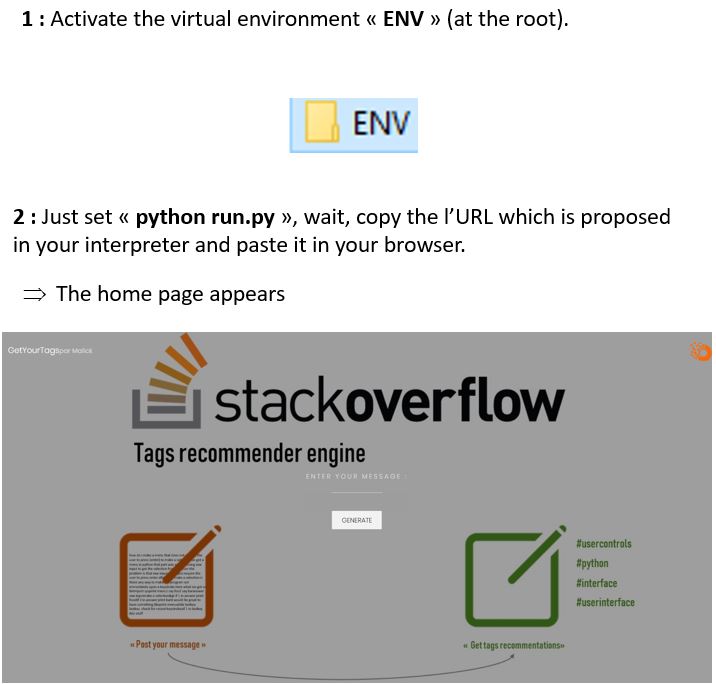 1 : Activate the virtual environment « ENV » (at the root).
ENV
2 : Just set « python run.py », wait, copy the l’URL which is proposed
in your interpreter and paste it in your browser.
⇒ The home page appears
GetYourTags par Malick
stackoverflow
Tags recommender engine
ENTER YOUR MESSAGE :
GENERATE
#usercontrols
#python
#interface
#userinterface
« Post your message »
« Get tags recommentations»